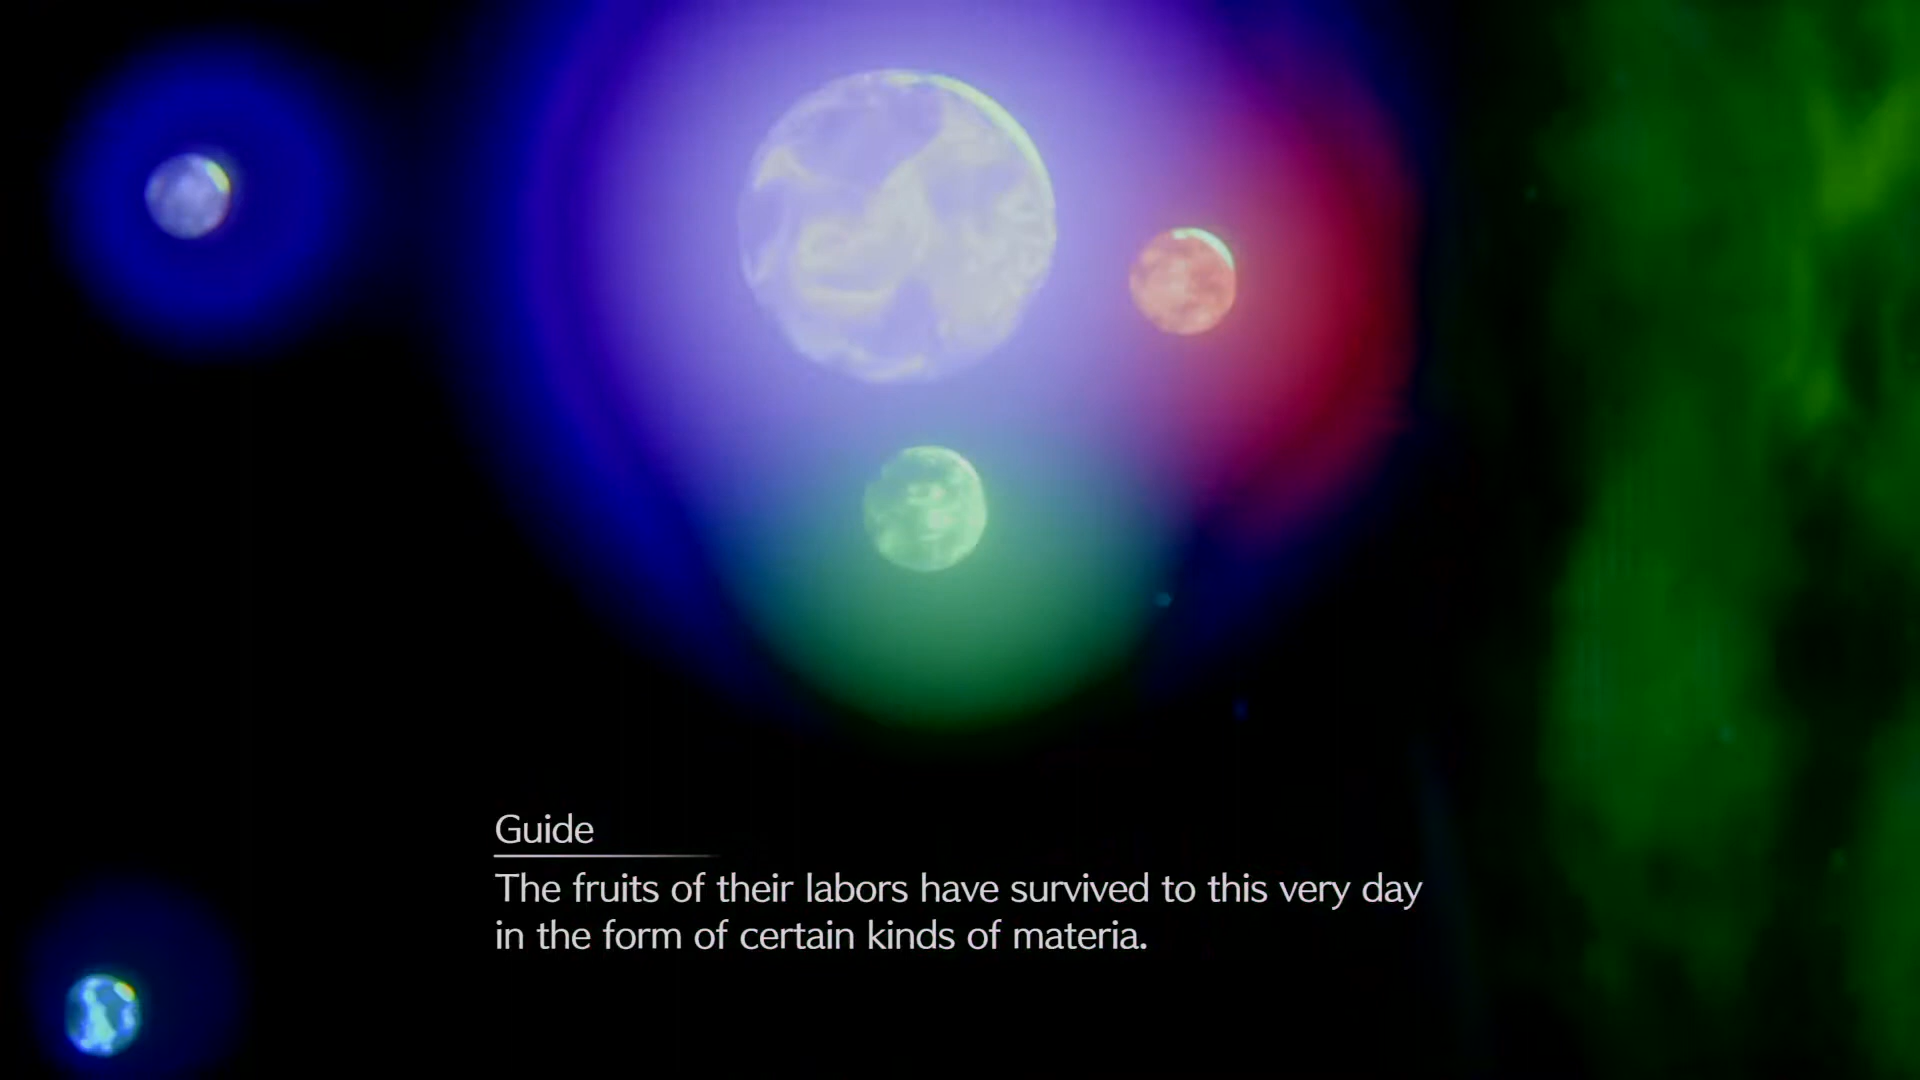 Guide
The fruits of their labors have survived to this very day
in the form of certain kinds of materia.